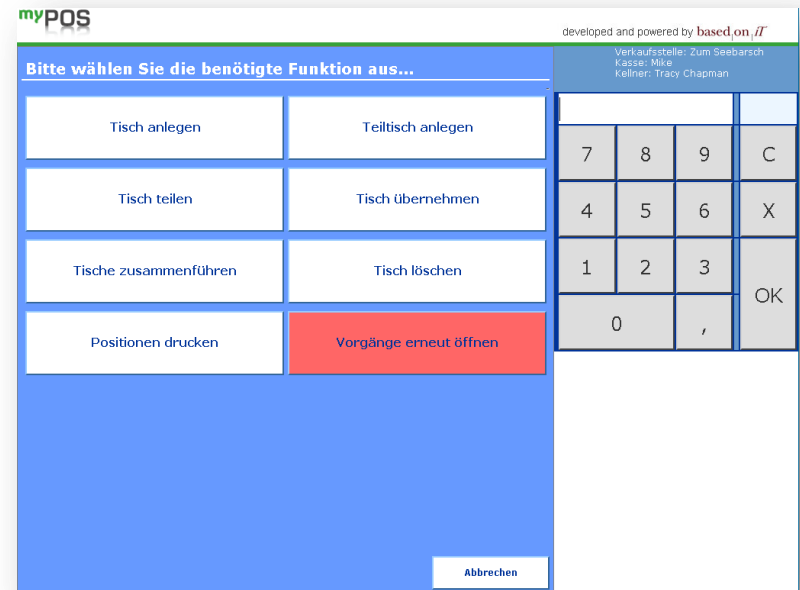 myPOS
developed and powered by based on iT
Bitte wählen Sie die benötigte Funktion aus...
Verkaufsstelle: Zum Seebarsch
Kasse: Mike
Kellner: Tracy Chapman
Tisch anlegen
Teiltisch anlegen
Tisch teilen
Tisch übernehmen
Tische zusammenführen
Tisch löschen
Positionen drucken
Vorgänge erneut öffnen
Abbrechen
7 8 9 C
4 5 6 X
1 2 3
OK
0 ,